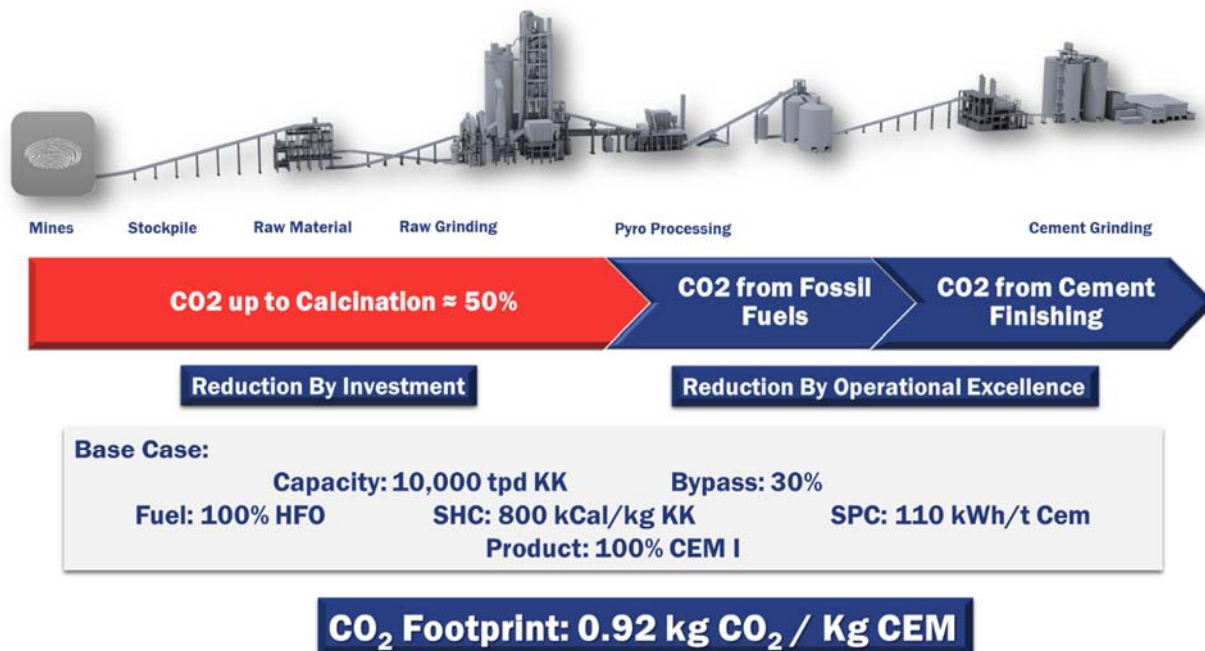 Mines Stockpile Raw Material Raw Grinding Pyro Processing Cement Grinding
CO2 up to Calcination ≈ 50%
CO2 from Fossil
Fuels
CO2 from Cement
Finishing
Reduction By Investment
Reduction By Operational Excellence
Base Case:
Capacity: 10,000 tpd KK Bypass: 30%
Fuel: 100% HFO SHC: 800 kCal/kg KK SPC: 110 kWh/t Cem
Product: 100% CEM I
CO₂ Footprint: 0.92 kg CO₂ / Kg CEM